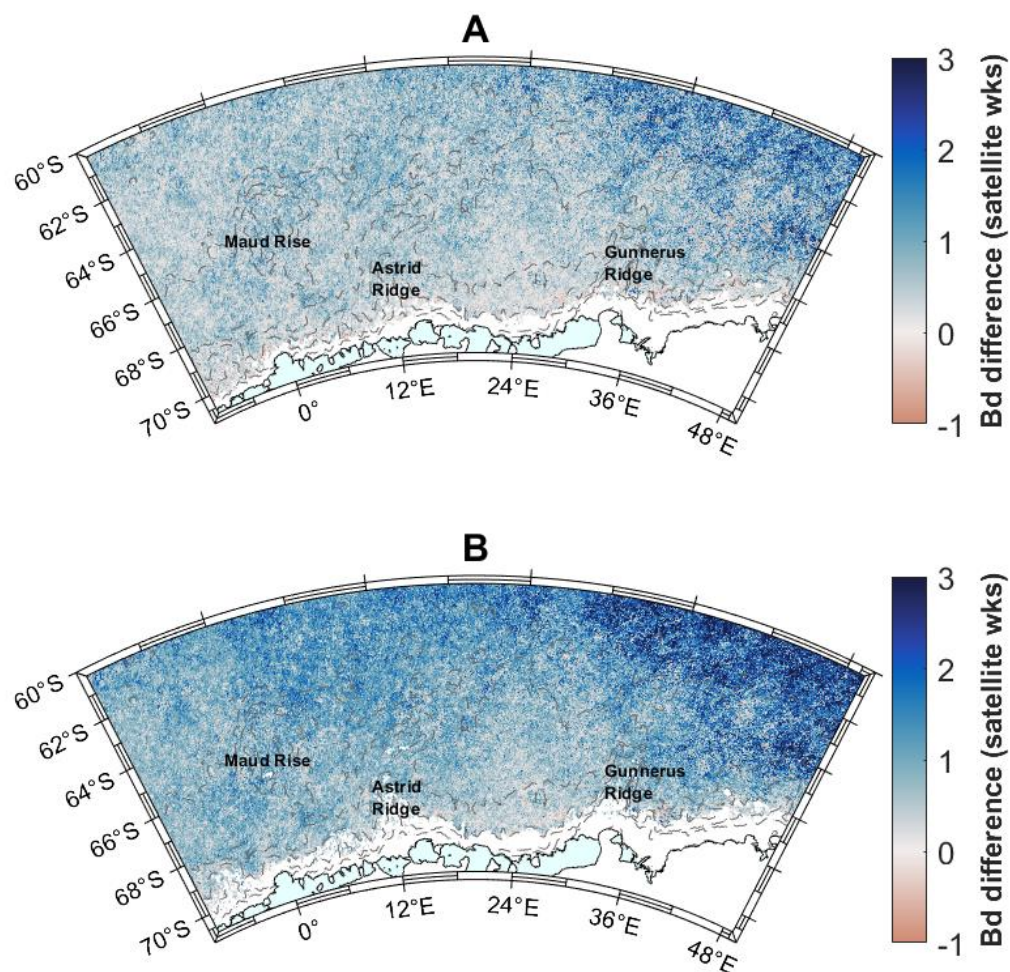 A
3
2
1
0
-1
Bd difference (satellite wks)
60°S
62°S
64°S
66°S
68°S
70°S
Maud Rise
Astrid
Ridge
Gunnerus
Ridge
0°
12°E
24°E
36°E
48°E
B
3
2
1
0
-1
Bd difference (satellite wks)
60°S
62°S
64°S
66°S
68°S
70°S
Maud Rise
Astrid
Ridge
Gunnerus
Ridge
0°
12°E
24°E
36°E
48°E